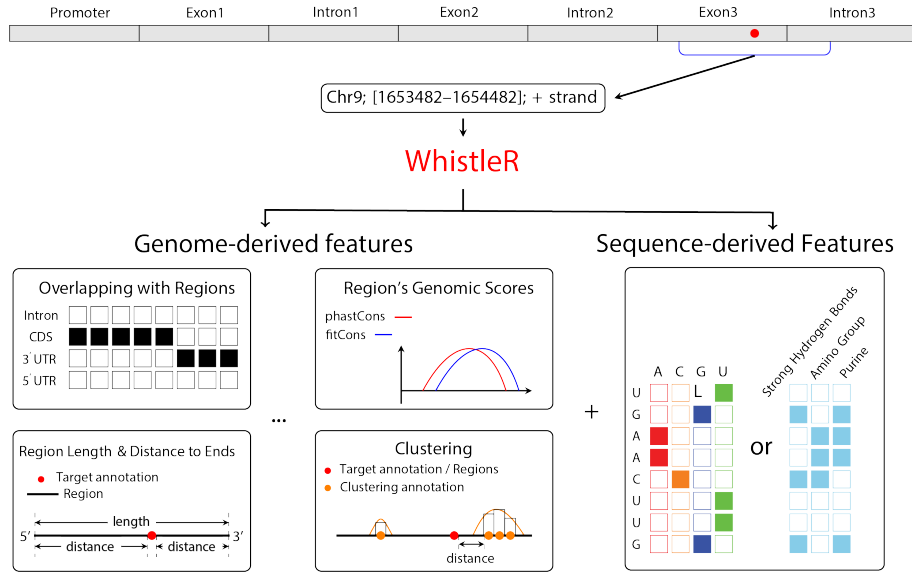 Promoter Exon1 Intron1 Exon2 Intron2 Exon3 Intron3
Chr9; [1653482–1654482]; + strand
WhistleR
Genome-derived features
Sequence-derived Features
Overlapping with Regions
Intron
CDS
3'UTR
5'UTR
Region's Genomic Scores
phastCons
fitCons
...
Region Length & Distance to Ends
Target annotation
Region
length
5' 3'
distance distance
Clustering
Target annotation / Regions
Clustering annotation
distance
+
A C G U
U L
G
A
A
C
U
U
G
or
Strong Hydrogen Bonds
Amino Group
Purine